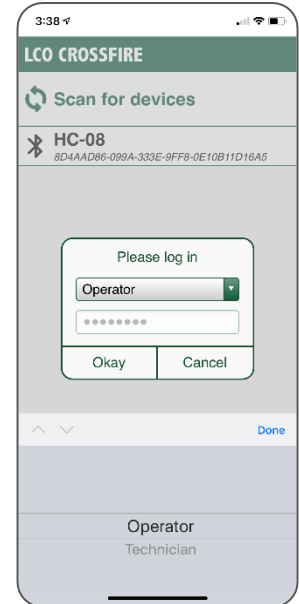 3:38
LCO CROSSFIRE
Scan for devices
HC-08
8D4AAD86-099A-333E-9FF8-0E10B11D16A5
Please log in
Operator
Okay Cancel
Done
Operator
Technician